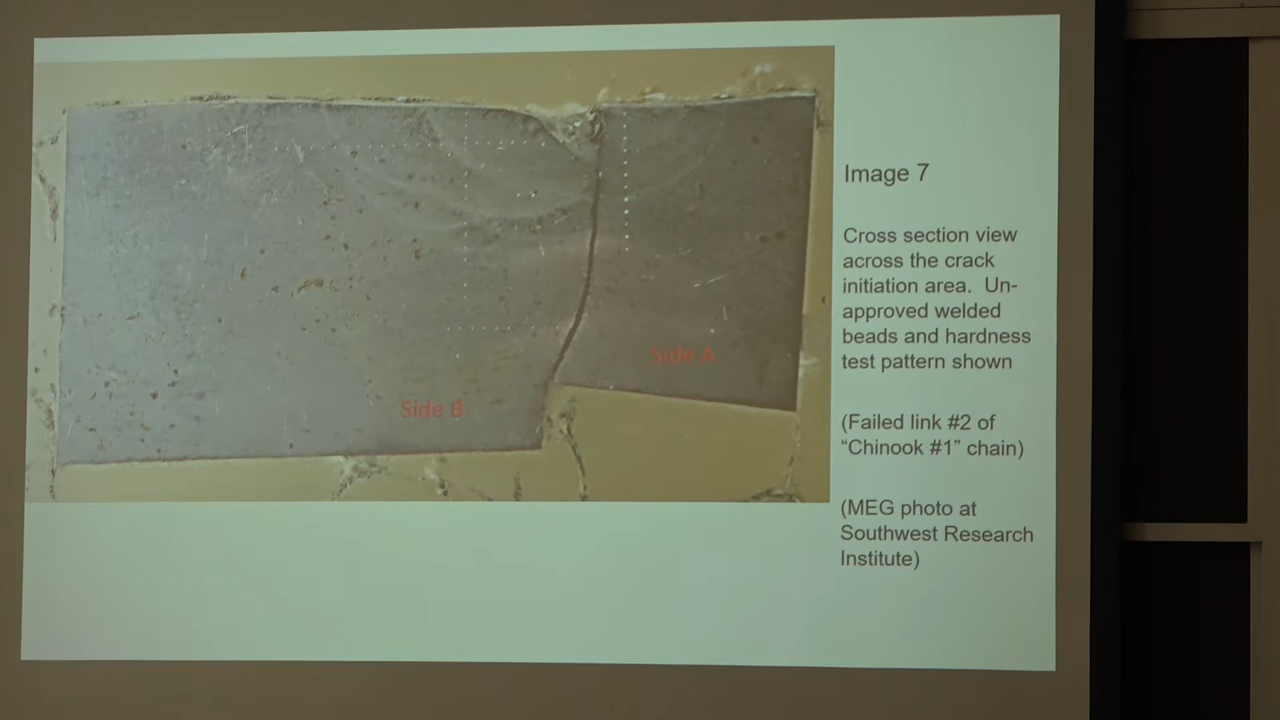 Image 7
Cross section view
across the crack
initiation area. Un-
approved welded
beads and hardness
test pattern shown
(Failed link #2 of
“Chinook #1” chain)
(MEG photo at
Southwest Research
Institute)
Side A
Side B